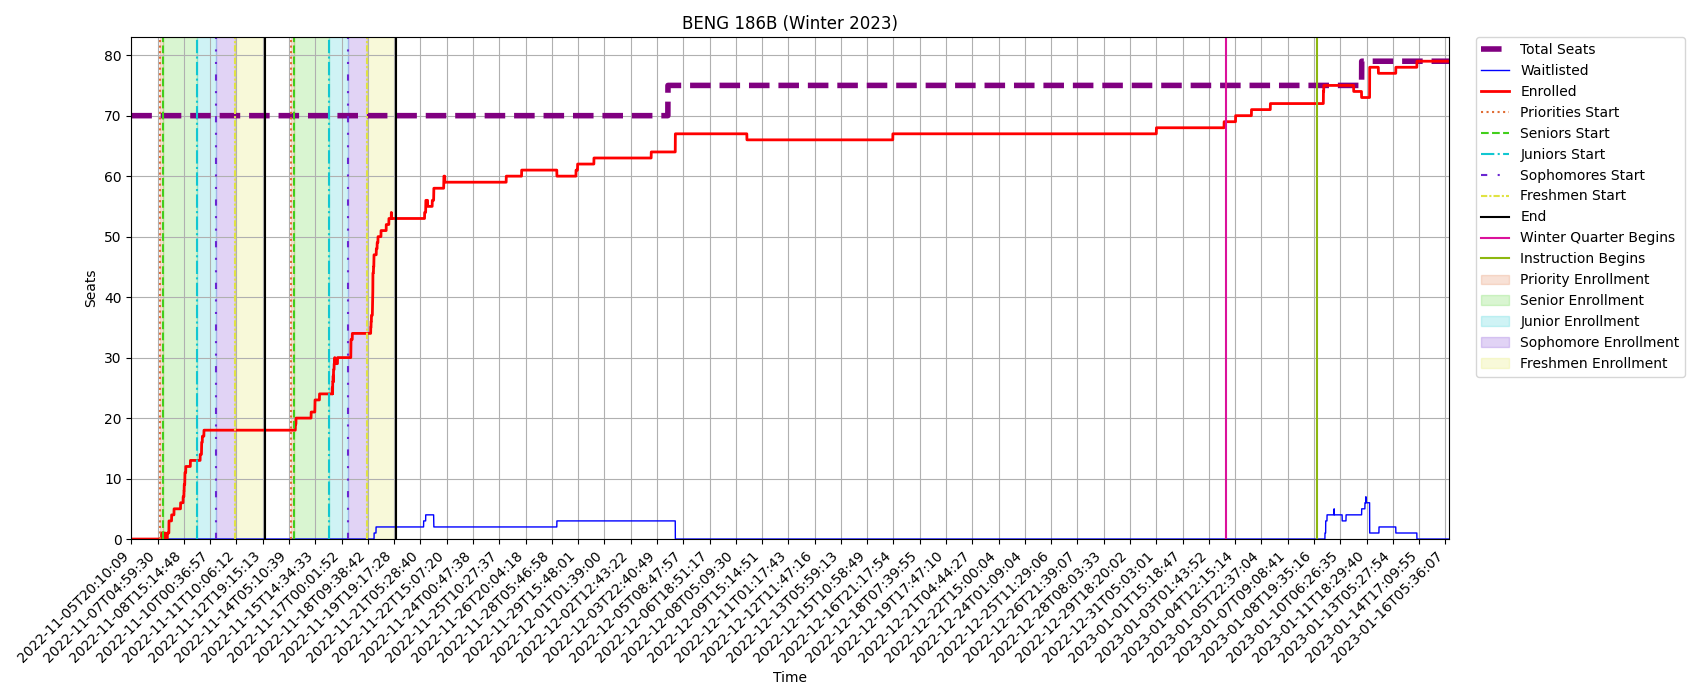 BENG 186B (Winter 2023)
Seats
80
70
60
50
40
30
20
10
0
2022-11-05T20:10:09
2022-11-07T04:59:30
2022-11-08T15:14:48
2022-11-10T00:36:57
2022-11-11T10:06:12
2022-11-12T19:15:13
2022-11-14T05:10:39
2022-11-15T14:34:33
2022-11-17T00:01:52
2022-11-18T09:38:42
2022-11-19T19:17:28
2022-11-21T05:28:40
2022-11-22T15:07:20
2022-11-24T00:47:38
2022-11-25T10:27:37
2022-11-26T20:04:18
2022-11-28T05:46:58
2022-11-29T15:48:01
2022-12-01T01:39:00
2022-12-02T12:43:22
2022-12-03T22:40:49
2022-12-05T08:47:57
2022-12-06T18:51:17
2022-12-08T05:09:30
2022-12-09T15:14:51
2022-12-11T01:17:43
2022-12-12T11:47:16
2022-12-13T05:59:13
2022-12-15T10:58:49
2022-12-16T21:17:54
2022-12-18T07:39:55
2022-12-19T17:47:10
2022-12-21T04:44:27
2022-12-22T15:00:04
2022-12-24T01:09:04
2022-12-25T11:29:06
2022-12-26T21:39:07
2022-12-28T08:03:33
2022-12-29T18:20:02
2022-12-31T05:03:01
2023-01-01T15:18:47
2023-01-03T01:43:52
2023-01-04T12:15:14
2023-01-05T22:37:04
2023-01-07T09:08:41
2023-01-08T19:35:16
2023-01-10T06:26:35
2023-01-11T18:29:40
2023-01-13T05:27:54
2023-01-14T17:09:55
2023-01-16T05:36:07
Time
Total Seats
Waitlisted
Enrolled
Priorities Start
Seniors Start
Juniors Start
Sophomores Start
Freshmen Start
End
Winter Quarter Begins
Instruction Begins
Priority Enrollment
Senior Enrollment
Junior Enrollment
Sophomore Enrollment
Freshmen Enrollment